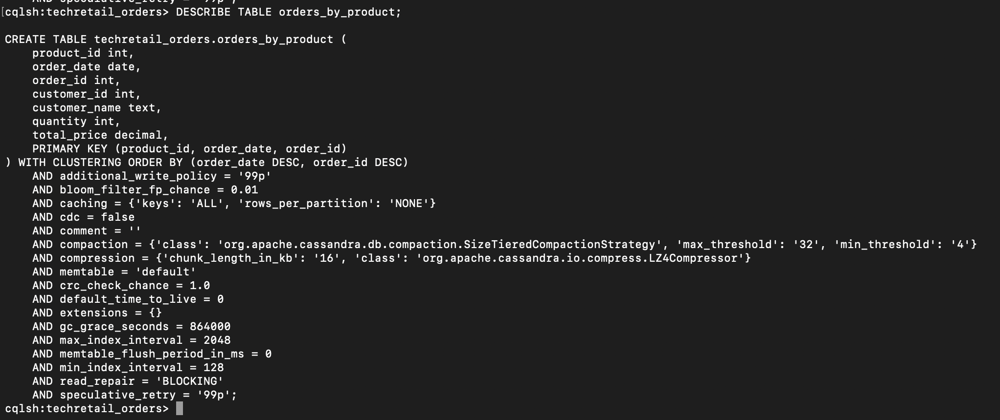 AND speculative_retry = '99p';
[cqlsh:techretail_orders> DESCRIBE TABLE orders_by_product;
CREATE TABLE techretail_orders.orders_by_product (
    product_id int,
    order_date date,
    order_id int,
    customer_id int,
    customer_name text,
    quantity int,
    total_price decimal,
    PRIMARY KEY (product_id, order_date, order_id)
) WITH CLUSTERING ORDER BY (order_date DESC, order_id DESC)
    AND additional_write_policy = '99p'
    AND bloom_filter_fp_chance = 0.01
    AND caching = {'keys': 'ALL', 'rows_per_partition': 'NONE'}
    AND cdc = false
    AND comment = ''
    AND compaction = {'class': 'org.apache.cassandra.db.compaction.SizeTieredCompactionStrategy', 'max_threshold': '32', 'min_threshold': '4'}
    AND compression = {'chunk_length_in_kb': '16', 'class': 'org.apache.cassandra.io.compress.LZ4Compressor'}
    AND memtable = 'default'
    AND crc_check_chance = 1.0
    AND default_time_to_live = 0
    AND extensions = {}
    AND gc_grace_seconds = 864000
    AND max_index_interval = 2048
    AND memtable_flush_period_in_ms = 0
    AND min_index_interval = 128
    AND read_repair = 'BLOCKING'
    AND speculative_retry = '99p';
cqlsh:techretail_orders>